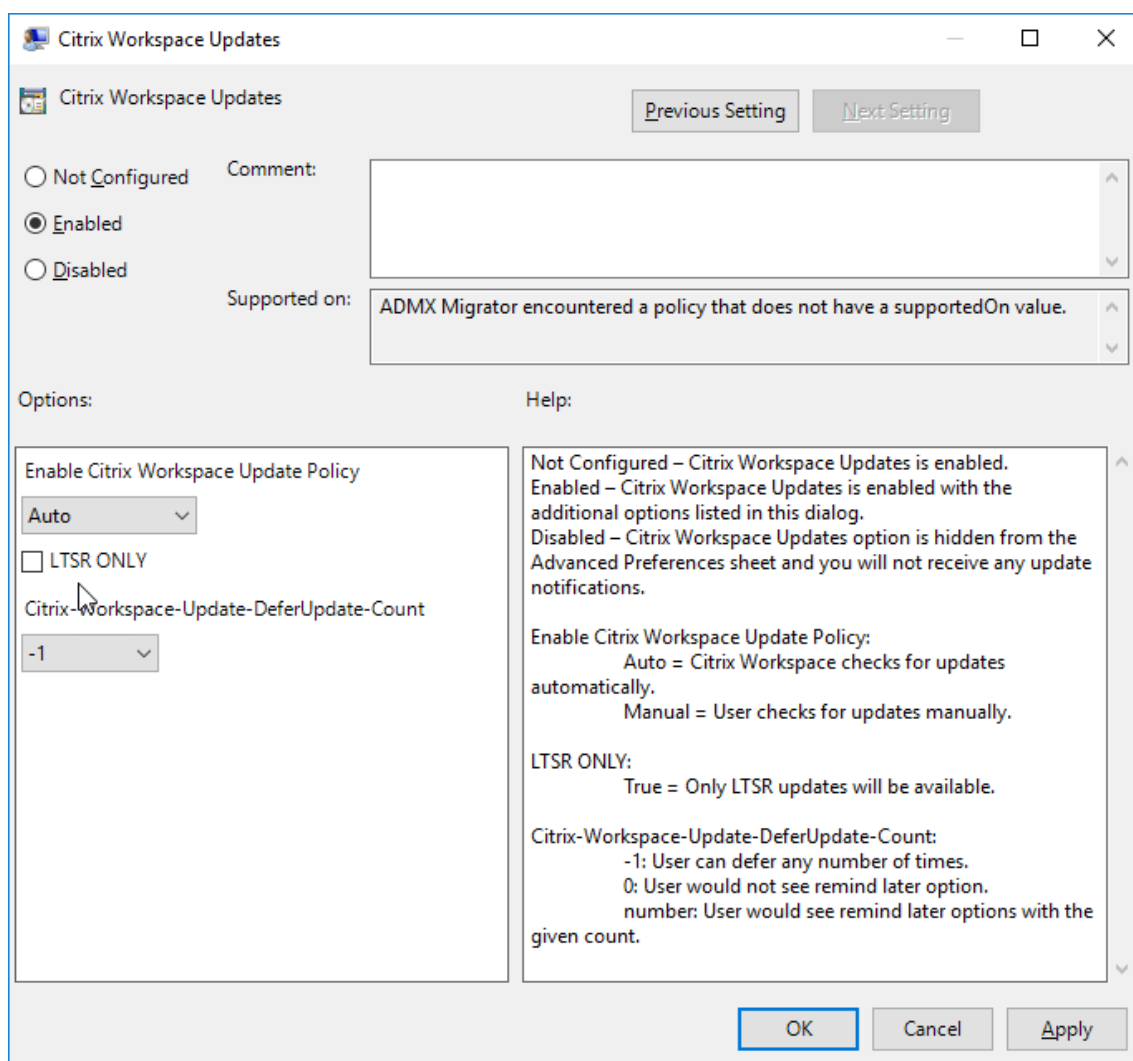 Citrix Workspace Updates
Citrix Workspace Updates
Previous Setting
Next Setting
Not Configured
Comment:
Enabled
Disabled
Supported on:
ADMX Migrator encountered a policy that does not have a supportedOn value.
Options:
Help:
Enable Citrix Workspace Update Policy
Auto
LTSR ONLY
Citrix-Workspace-Update-DeferUpdate-Count
-1
Not Configured – Citrix Workspace Updates is enabled.
Enabled – Citrix Workspace Updates is enabled with the
additional options listed in this dialog.
Disabled – Citrix Workspace Updates option is hidden from the
Advanced Preferences sheet and you will not receive any update
notifications.
Enable Citrix Workspace Update Policy:
Auto = Citrix Workspace checks for updates
automatically.
Manual = User checks for updates manually.
LTSR ONLY:
True = Only LTSR updates will be available.
Citrix-Workspace-Update-DeferUpdate-Count:
-1: User can defer any number of times.
0: User would not see remind later option.
number: User would see remind later options with the
given count.
OK
Cancel
Apply